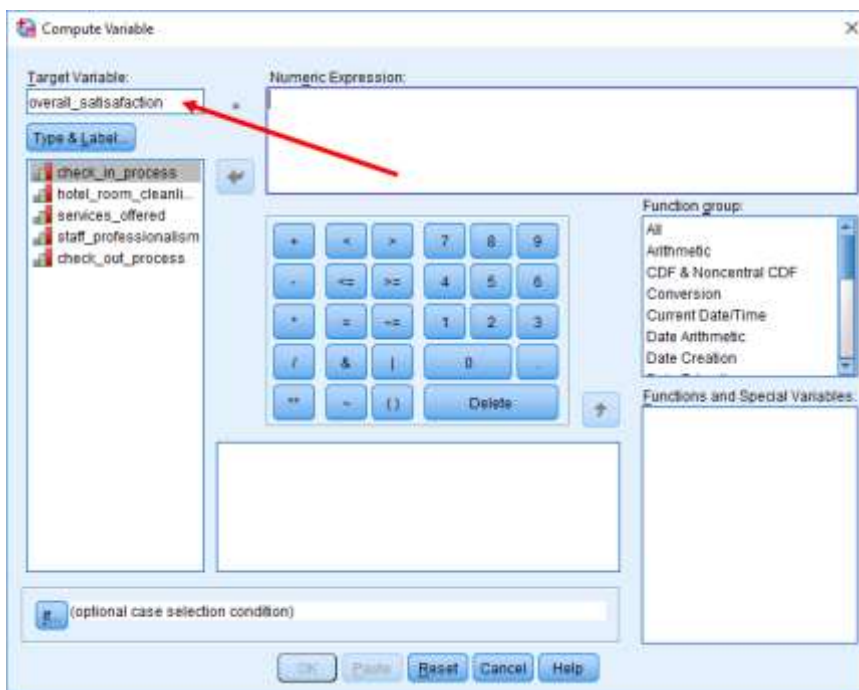 Compute Variable
Target Variable:
overall_satisafaction
=
Numeric Expression:
Type & Label...
check_in_process
hotel_room_cleanli...
services_offered
staff_professionalism
check_out_process
+ < > 7 8 9
- <= >= 4 5 6
* = ~= 1 2 3
/ & | 0 .
** ~ () Delete
Function group:
All
Arithmetic
CDF & Noncentral CDF
Conversion
Current Date/Time
Date Arithmetic
Date Creation
Functions and Special Variables:
If... (optional case selection condition)
OK Paste Reset Cancel Help